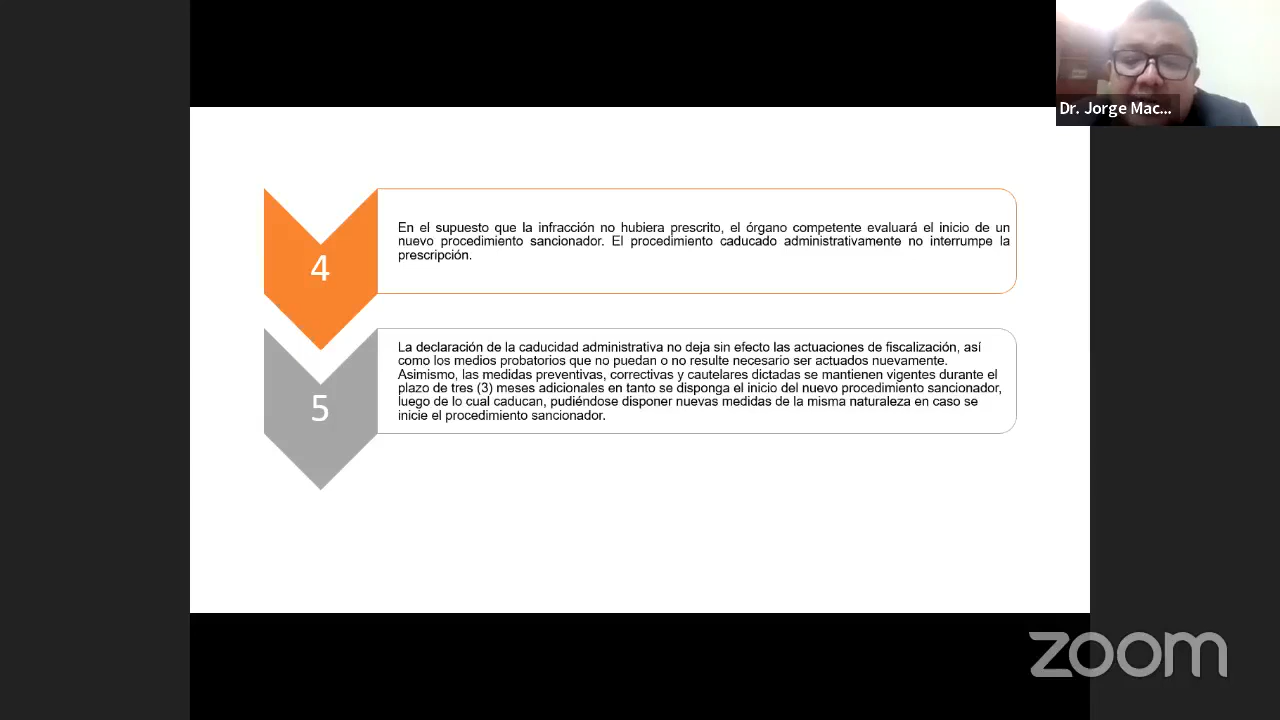 Dr. Jorge Mac...
4
En el supuesto que la infracción no hubiera prescrito, el órgano competente evaluará el inicio de un
nuevo procedimiento sancionador. El procedimiento caducado administrativamente no interrumpe la
prescripción.
5
La declaración de la caducidad administrativa no deja sin efecto las actuaciones de fiscalización, así
como los medios probatorios que no puedan o no resulte necesario ser actuados nuevamente.
Asimismo, las medidas preventivas, correctivas y cautelares dictadas se mantienen vigentes durante el
plazo de tres (3) meses adicionales en tanto se disponga el inicio del nuevo procedimiento sancionador,
luego de lo cual caducan, pudiéndose disponer nuevas medidas de la misma naturaleza en caso se
inicie el procedimiento sancionador.
zoom